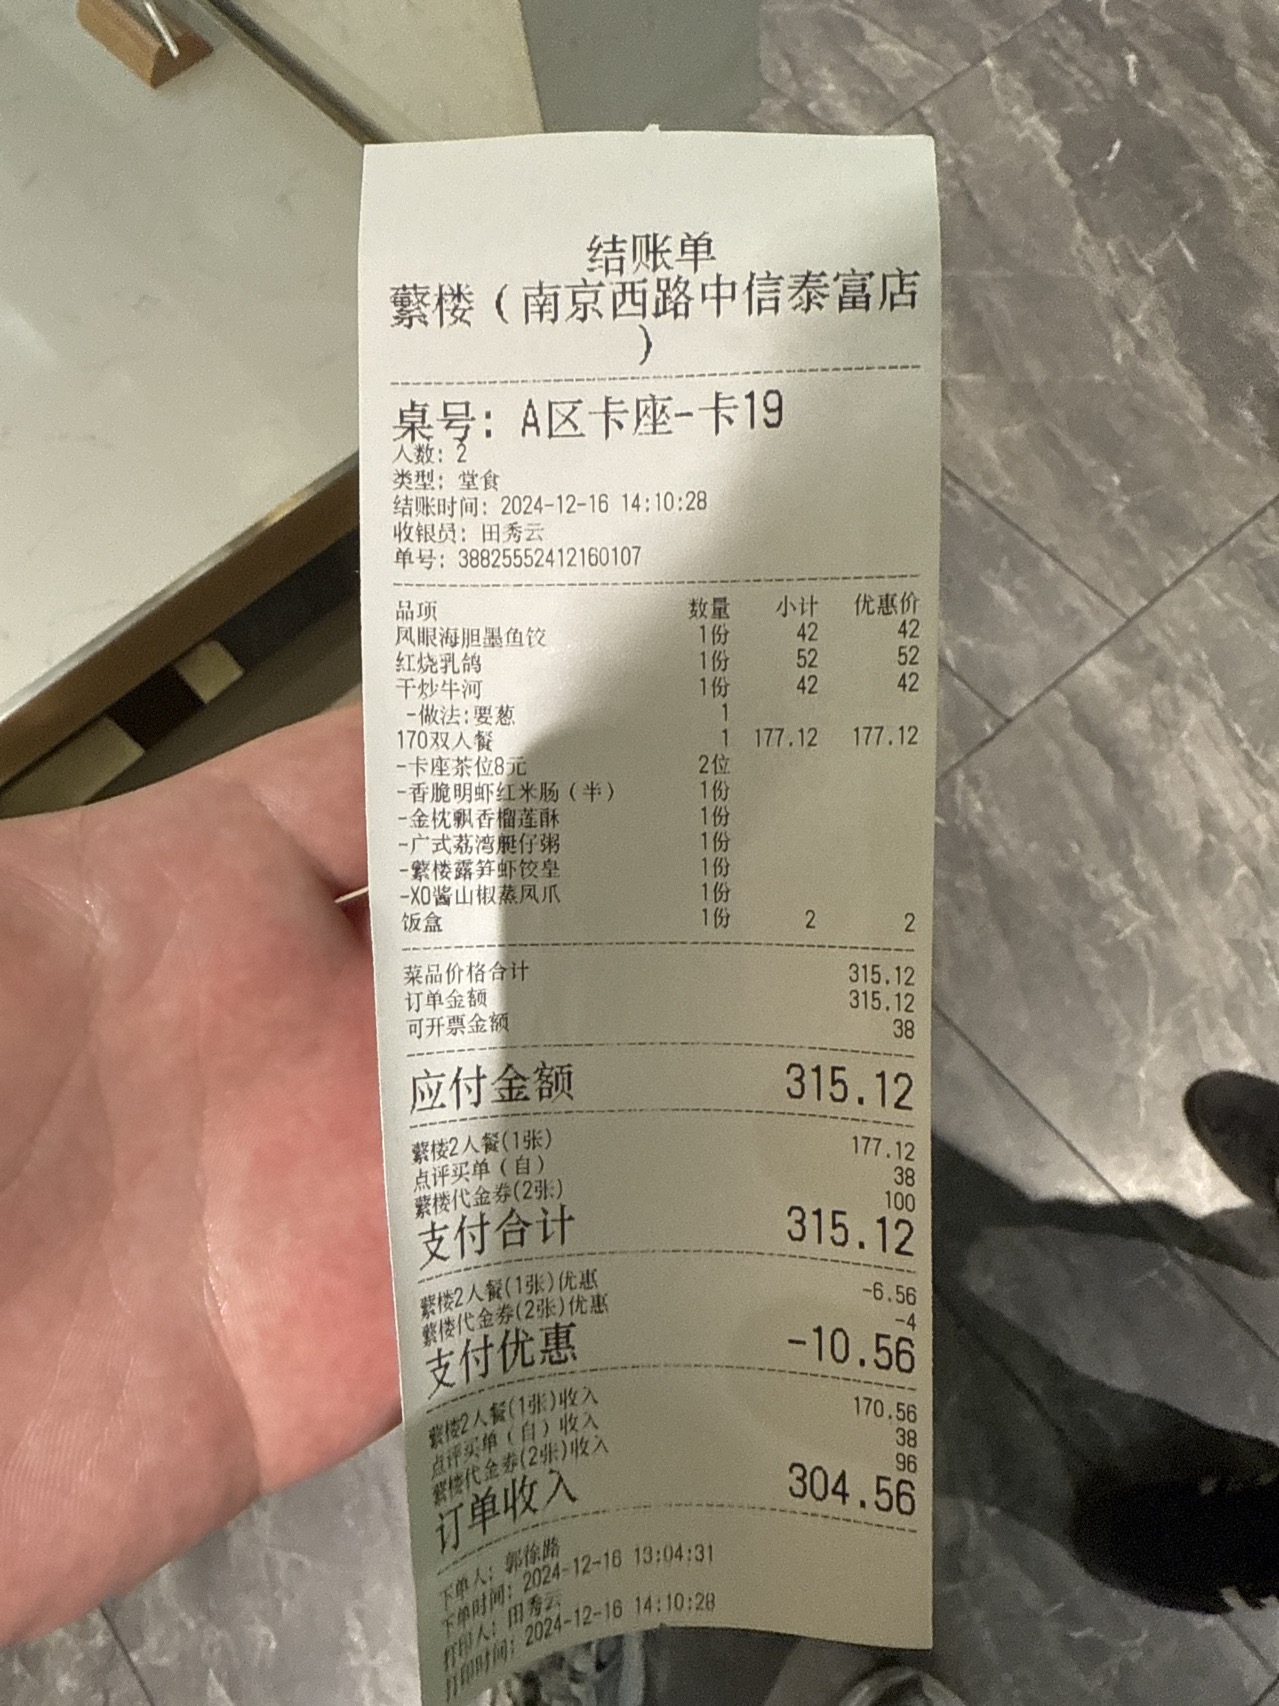 结账单
蘩楼（南京西路中信泰富店
）
桌号: A区卡座-卡19
人数: 2
类型: 堂食
结账时间: 2024-12-16 14:10:28
收银员: 田秀云
单号: 38825552412160107
品项 数量 小计 优惠价
凤眼海胆墨鱼饺 1份 42 42
红烧乳鸽 1份 52 52
干炒牛河 1份 42 42
-做法:要葱 1
170双人餐 1 177.12 177.12
-卡座茶位8元 2位
-香脆明虾红米肠（半） 1份
-金枕飘香榴莲酥 1份
-广式荔湾艇仔粥 1份
-蘩楼露笋虾饺皇 1份
-XO酱山椒蒸凤爪 1份
饭盒 1份 2 2
菜品价格合计 315.12
订单金额 315.12
可开票金额 38
应付金额 315.12
蘩楼2人餐(1张) 177.12
点评买单（自） 38
蘩楼代金券(2张) 100
支付合计 315.12
蘩楼2人餐(1张)优惠 -6.56
蘩楼代金券(2张)优惠 -4
支付优惠 -10.56
蘩楼2人餐(1张)收入 170.56
点评买单（自）收入 38
蘩楼代金券(2张)收入 96
订单收入 304.56
下单人: 郭徐路
下单时间: 2024-12-16 13:04:31
打印人: 田秀云
打印时间: 2024-12-16 14:10:28